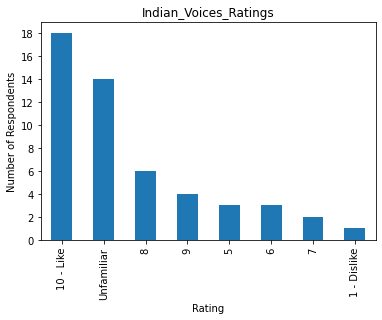 Indian_Voices_Ratings
Number of Respondents
18
16
14
12
10
8
6
4
2
0
10 - Like
Unfamiliar
8
9
5
6
7
1 - Dislike
Rating